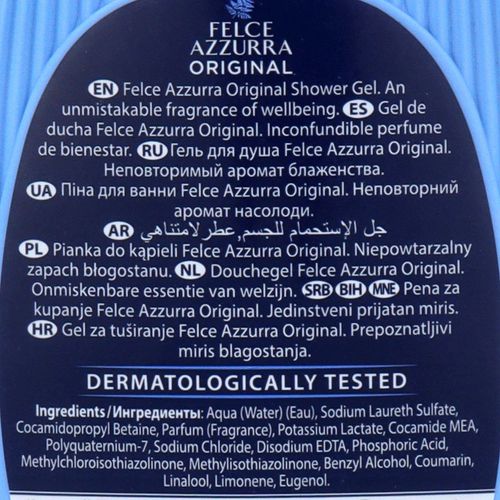 FELCE
AZZURRA
ORIGINAL
EN Felce Azzurra Original Shower Gel. An
unmistakable fragrance of wellbeing. ES Gel de
ducha Felce Azzurra Original. Inconfundible perfume
de bienestar. RU Гель для душа Felce Azzurra Original.
Неповторимый аромат блаженства.
UA Піна для ванни Felce Azzurra Original. Неповторний
аромат насолоди.
AR جل الإستحمام للجسم,عطر لامتناهي
PL Pianka do kąpieli Felce Azzurra Original. Niepowtarzalny
zapach błogostanu. NL Douchegel Felce Azzurra Original.
Onmiskenbare essentie van welzijn. SRB BIH MNE Pena za
kupanje Felce Azzurra Original. Jedinstveni prijatan miris.
HR Gel za tuširanje Felce Azzurra Original. Prepoznatljivi
miris blagostanja.
DERMATOLOGICALLY TESTED
Ingredients/Ингредиенты: Aqua (Water) (Eau), Sodium Laureth Sulfate,
Cocamidopropyl Betaine, Parfum (Fragrance), Potassium Lactate, Cocamide MEA,
Polyquaternium-7, Sodium Chloride, Disodium EDTA, Phosphoric Acid,
Methylchloroisothiazolinone, Methylisothiazolinone, Benzyl Alcohol, Coumarin,
Linalool, Limonene, Eugenol.